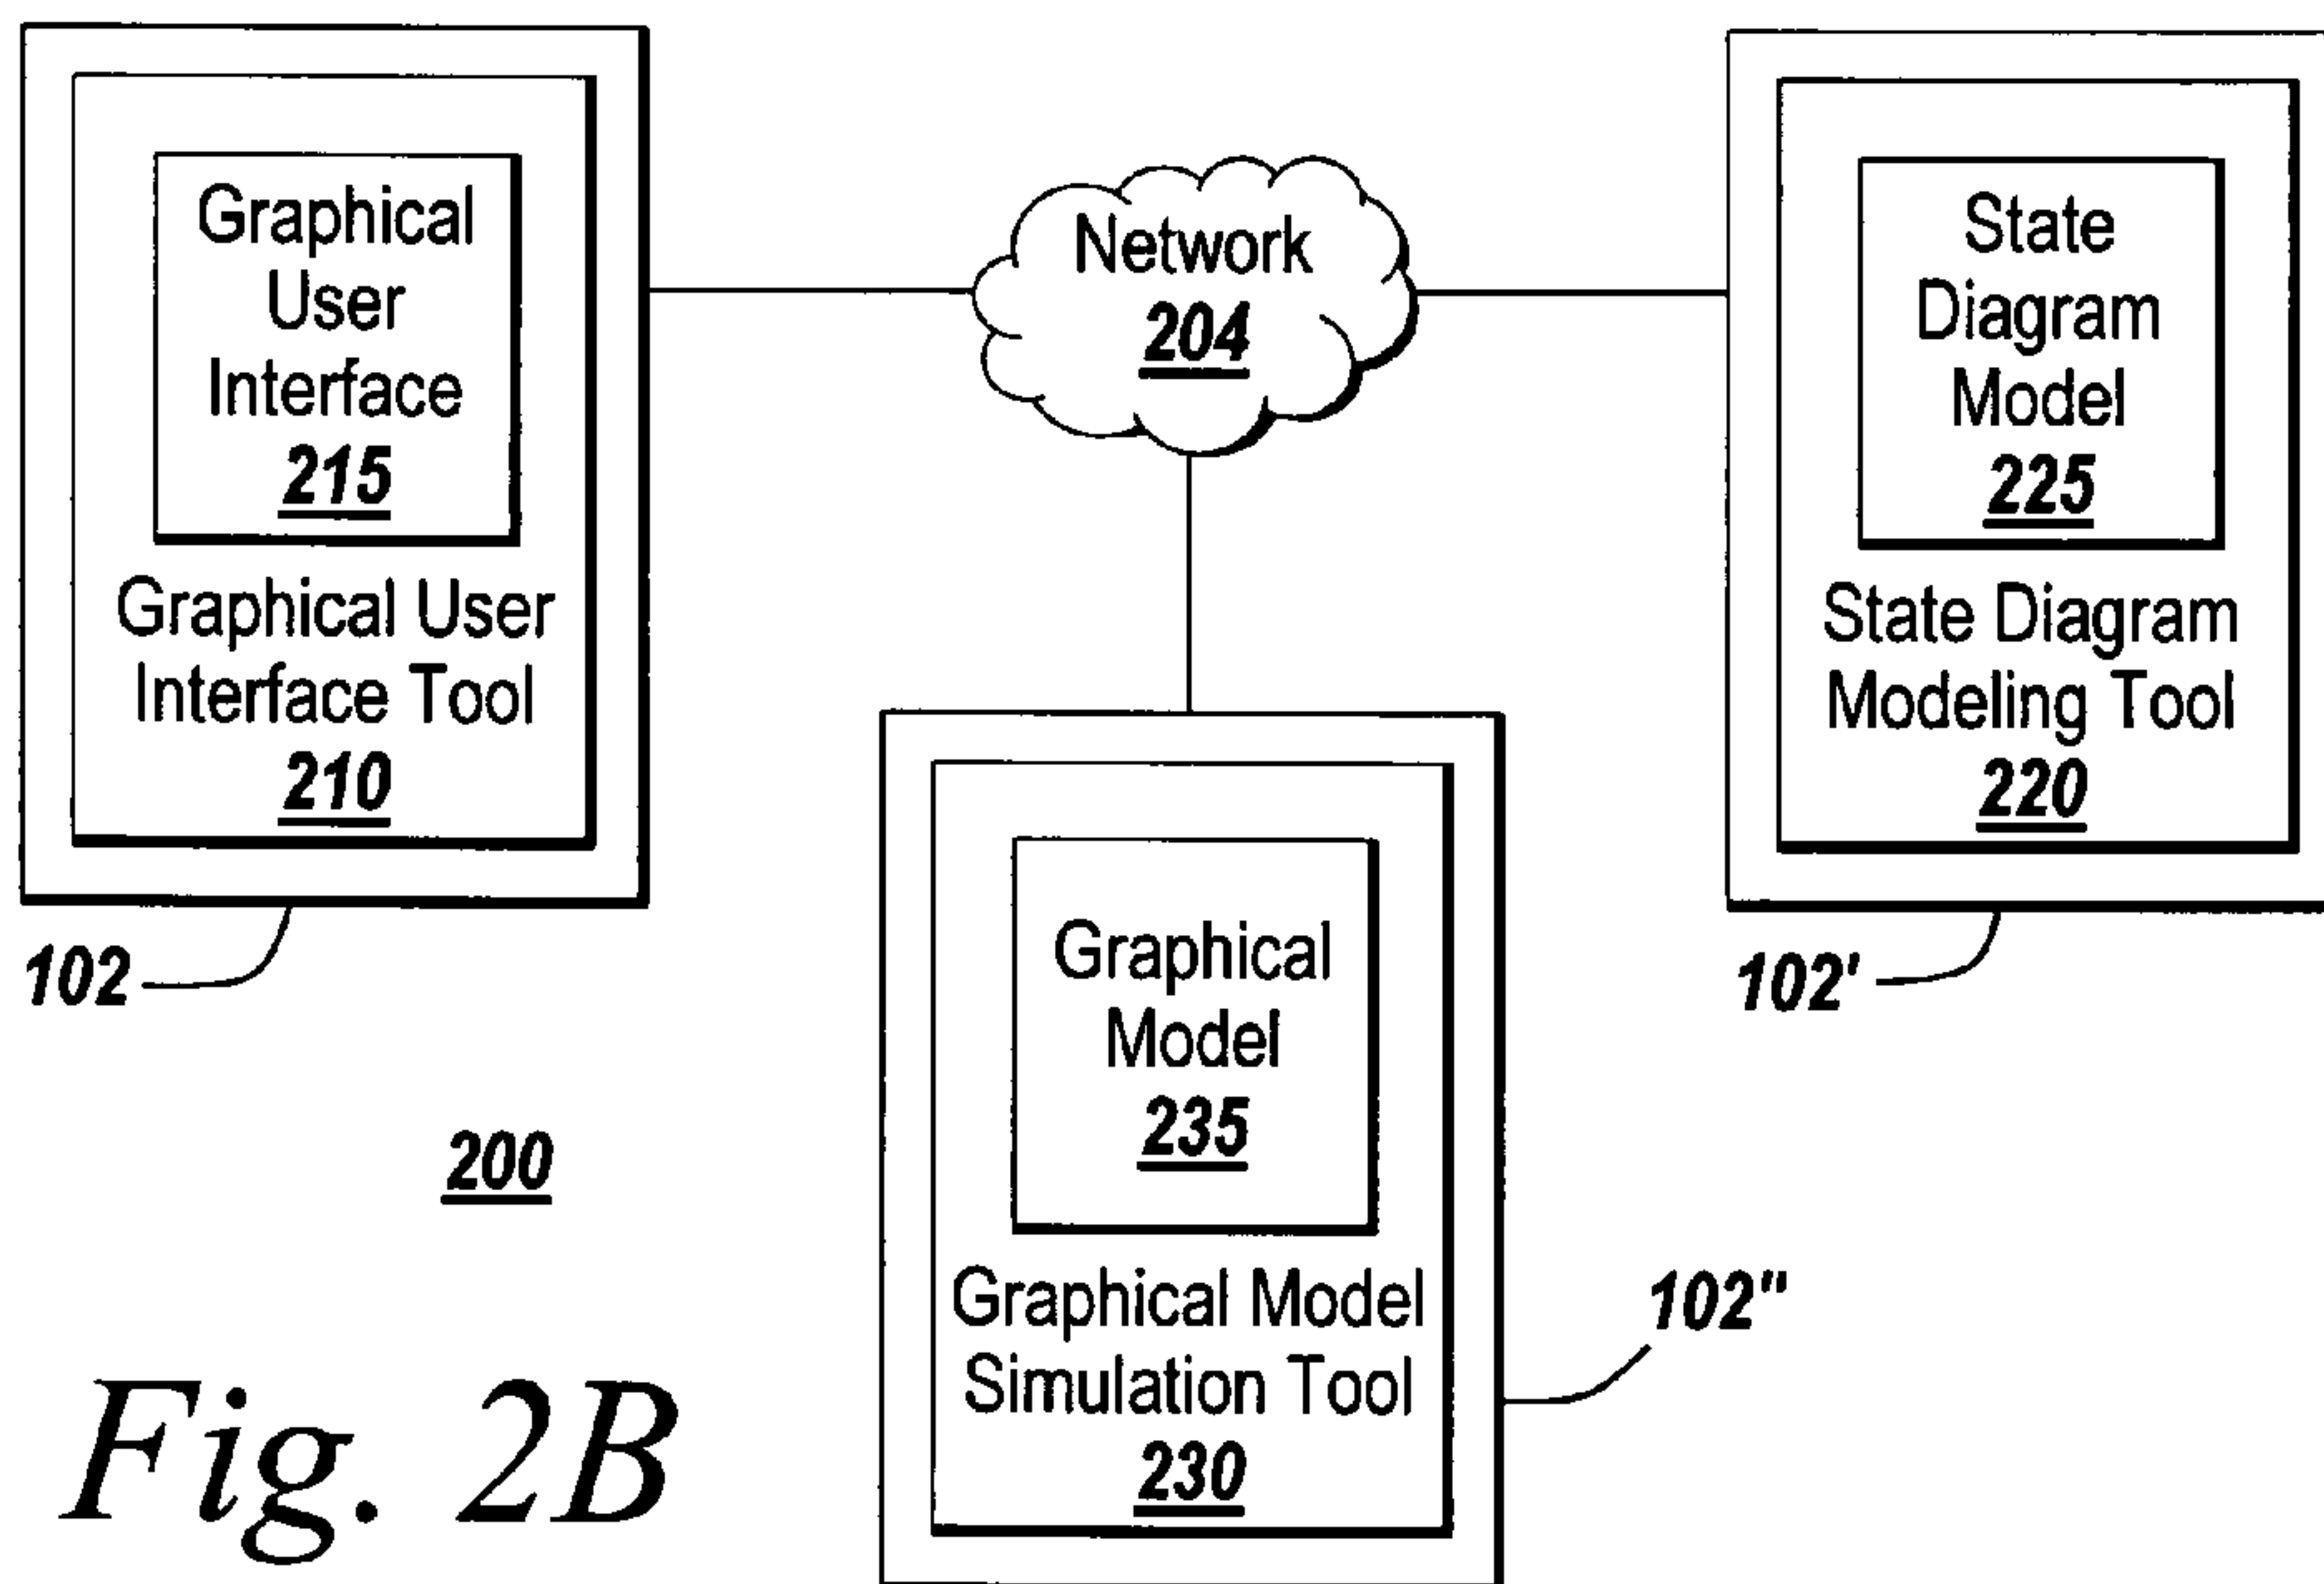 Graphical
User
Interface
215
Graphical User
Interface Tool
210
102
Network
204
State
Diagram
Model
225
State Diagram
Modeling Tool
220
102'
Graphical
Model
235
Graphical Model
Simulation Tool
230
102"
200
Fig. 2B